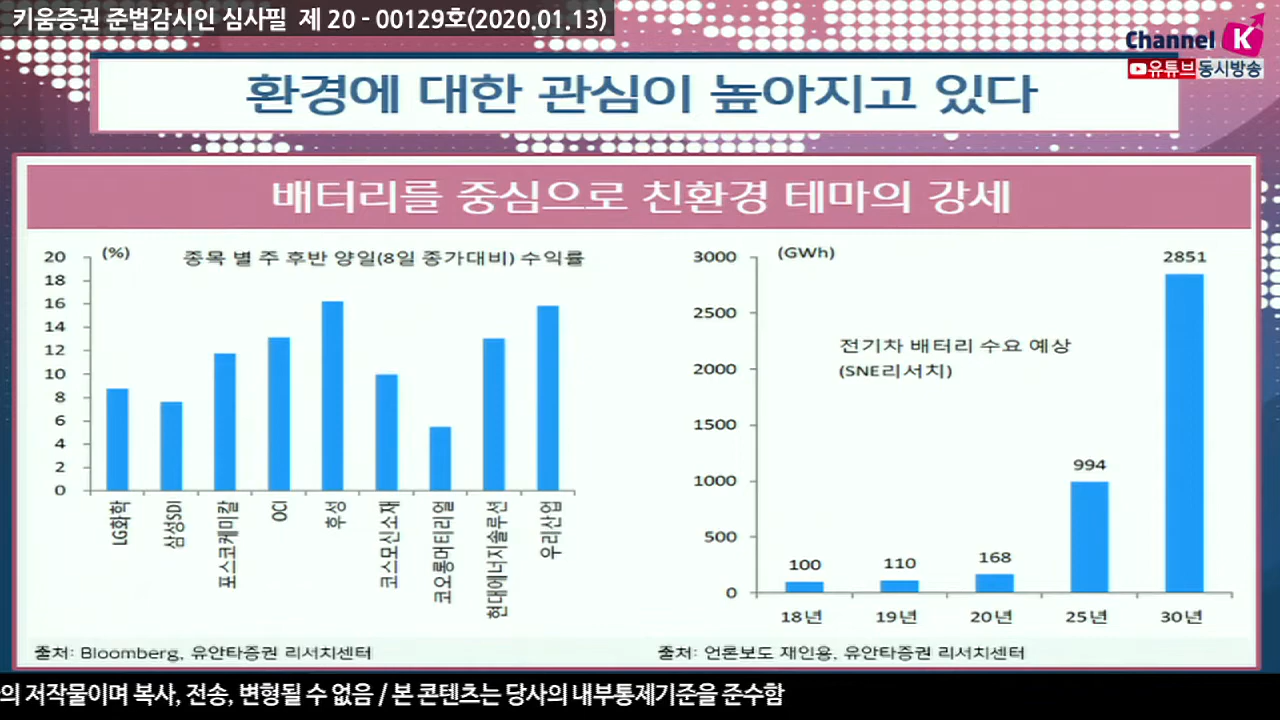 키움증권 준법감시인 심사필 제 20 - 00129호(2020.01.13)
Channel K
유튜브 동시방송
환경에 대한 관심이 높아지고 있다
배터리를 중심으로 친환경 테마의 강세
(%)
종목 별 주 후반 양일(8일 종가대비) 수익률
20
18
16
14
12
10
8
6
4
2
0
LG화학
삼성SDI
포스코케미칼
OCI
후성
코스모신소재
코오롱머티리얼
현대에너지솔루션
우리산업
출처: Bloomberg, 유안타증권 리서치센터
(GWh)
전기차 배터리 수요 예상
(SNE리서치)
3000
2500
2000
1500
1000
500
0
100
110
168
994
2851
18년
19년
20년
25년
30년
출처: 언론보도 재인용, 유안타증권 리서치센터
의 저작물이며 복사, 전송, 변형될 수 없음 / 본 콘텐츠는 당사의 내부통제기준을 준수함